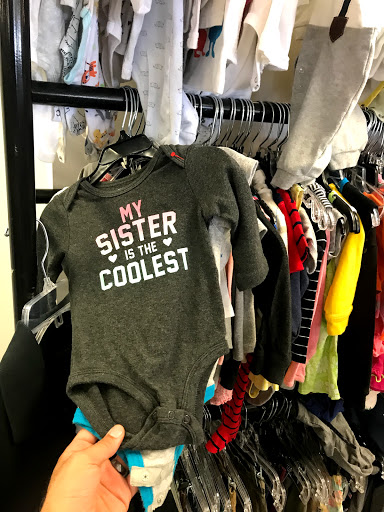 MY
SISTER
IS THE
COOLEST